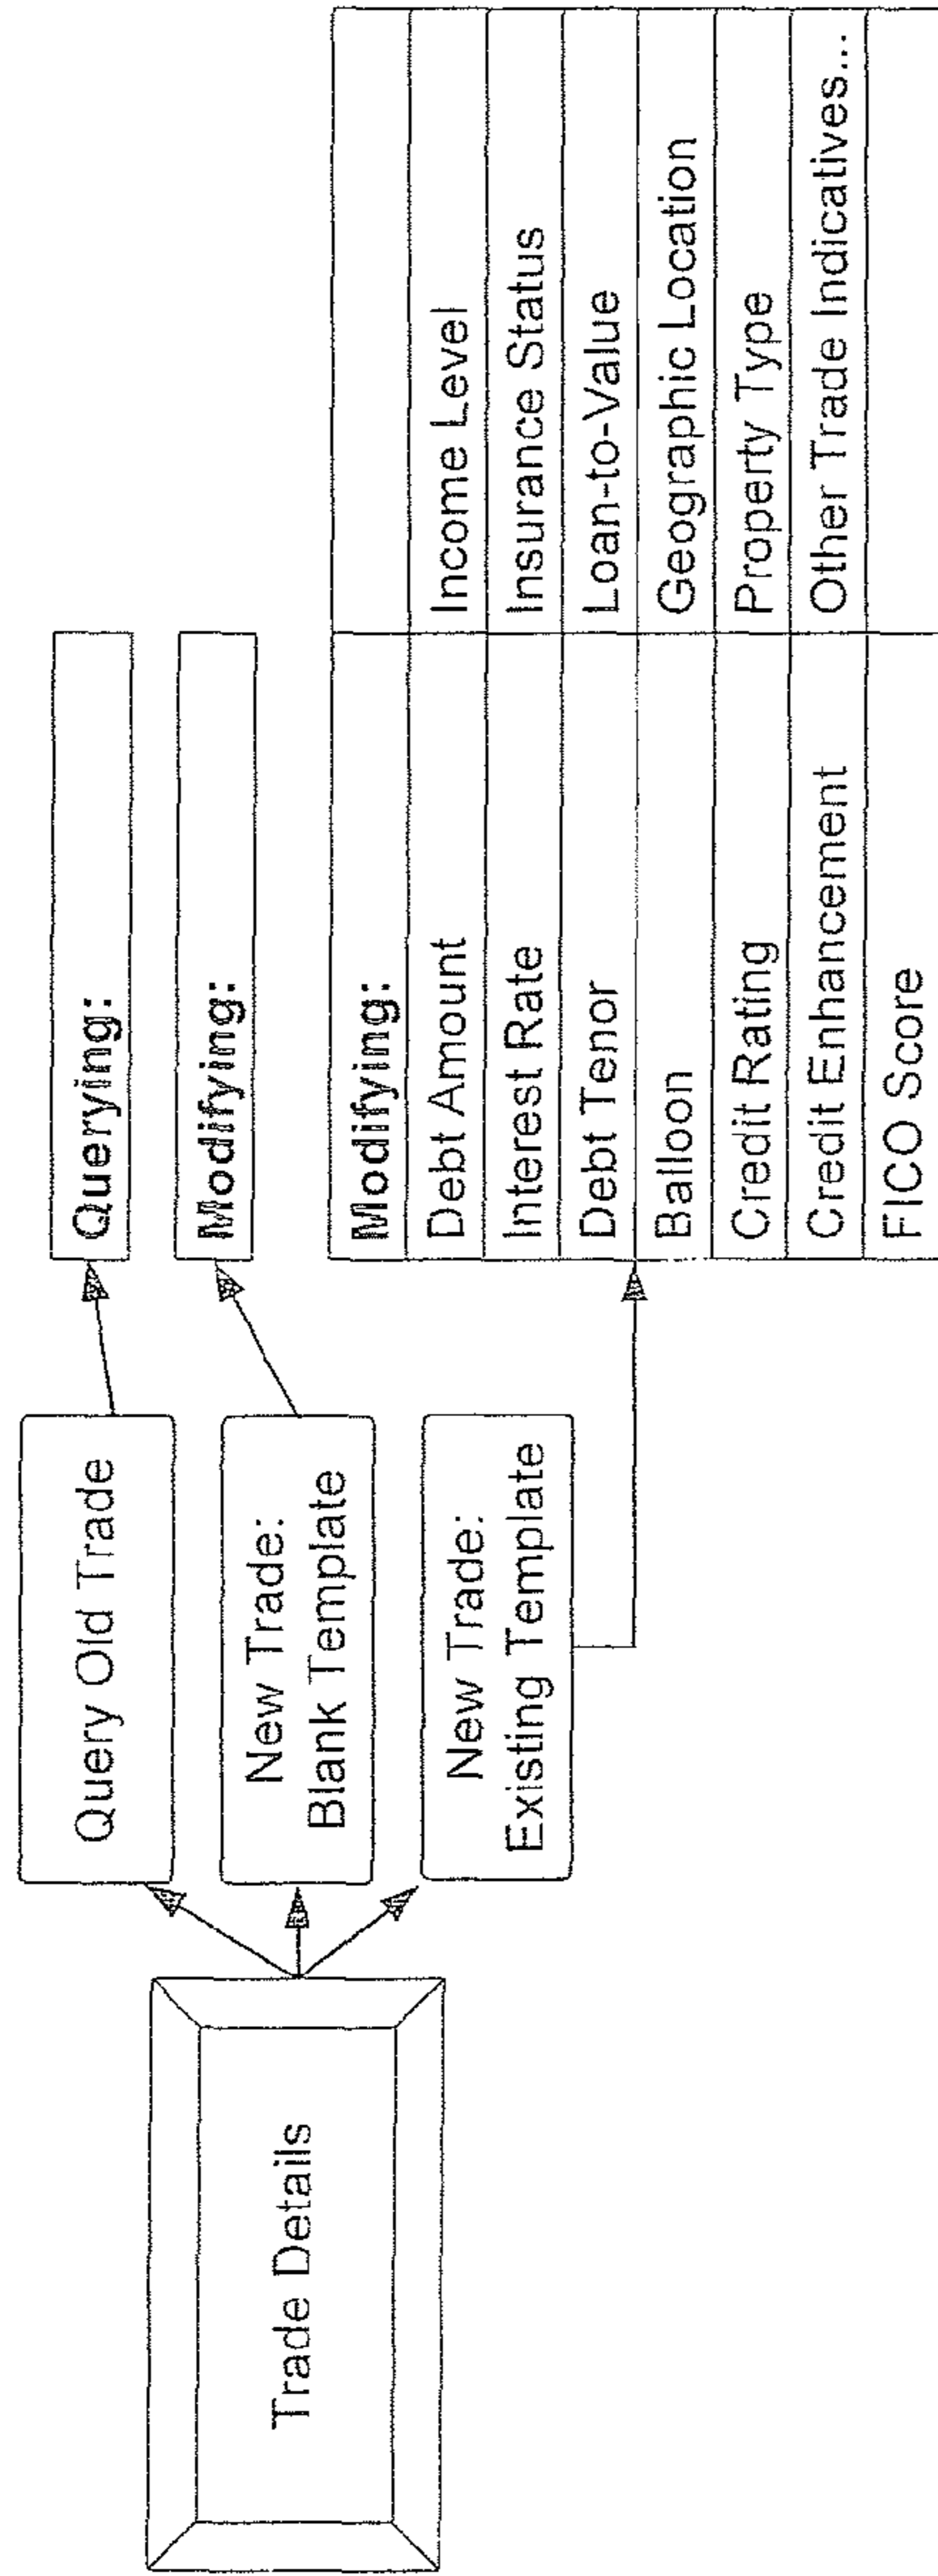 Trade Details
Query Old Trade
New Trade:
Blank Template
New Trade:
Existing Template
Querying:
Modifying:
Modifying:
Debt Amount Income Level
Interest Rate Insurance Status
Debt Tenor Loan-to-Value
Balloon Geographic Location
Credit Rating Property Type
Credit Enhancement Other Trade Indicatives...
FICO Score